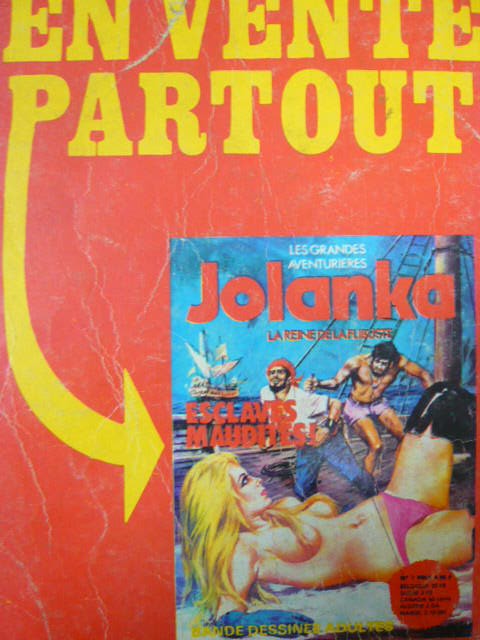 EN VENTE
PARTOUT
LES GRANDES
AVENTURIERES
Jolanka
LA REINE DE LA FLIBUSTE
ESCLAVES
MAUDITES!
BANDE DESSINEE ADULTES